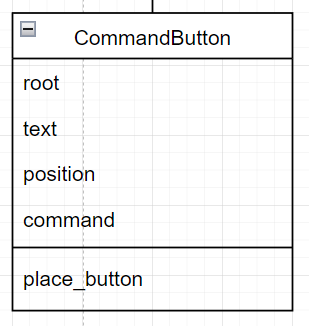 CommandButton
root
text
position
command
place_button